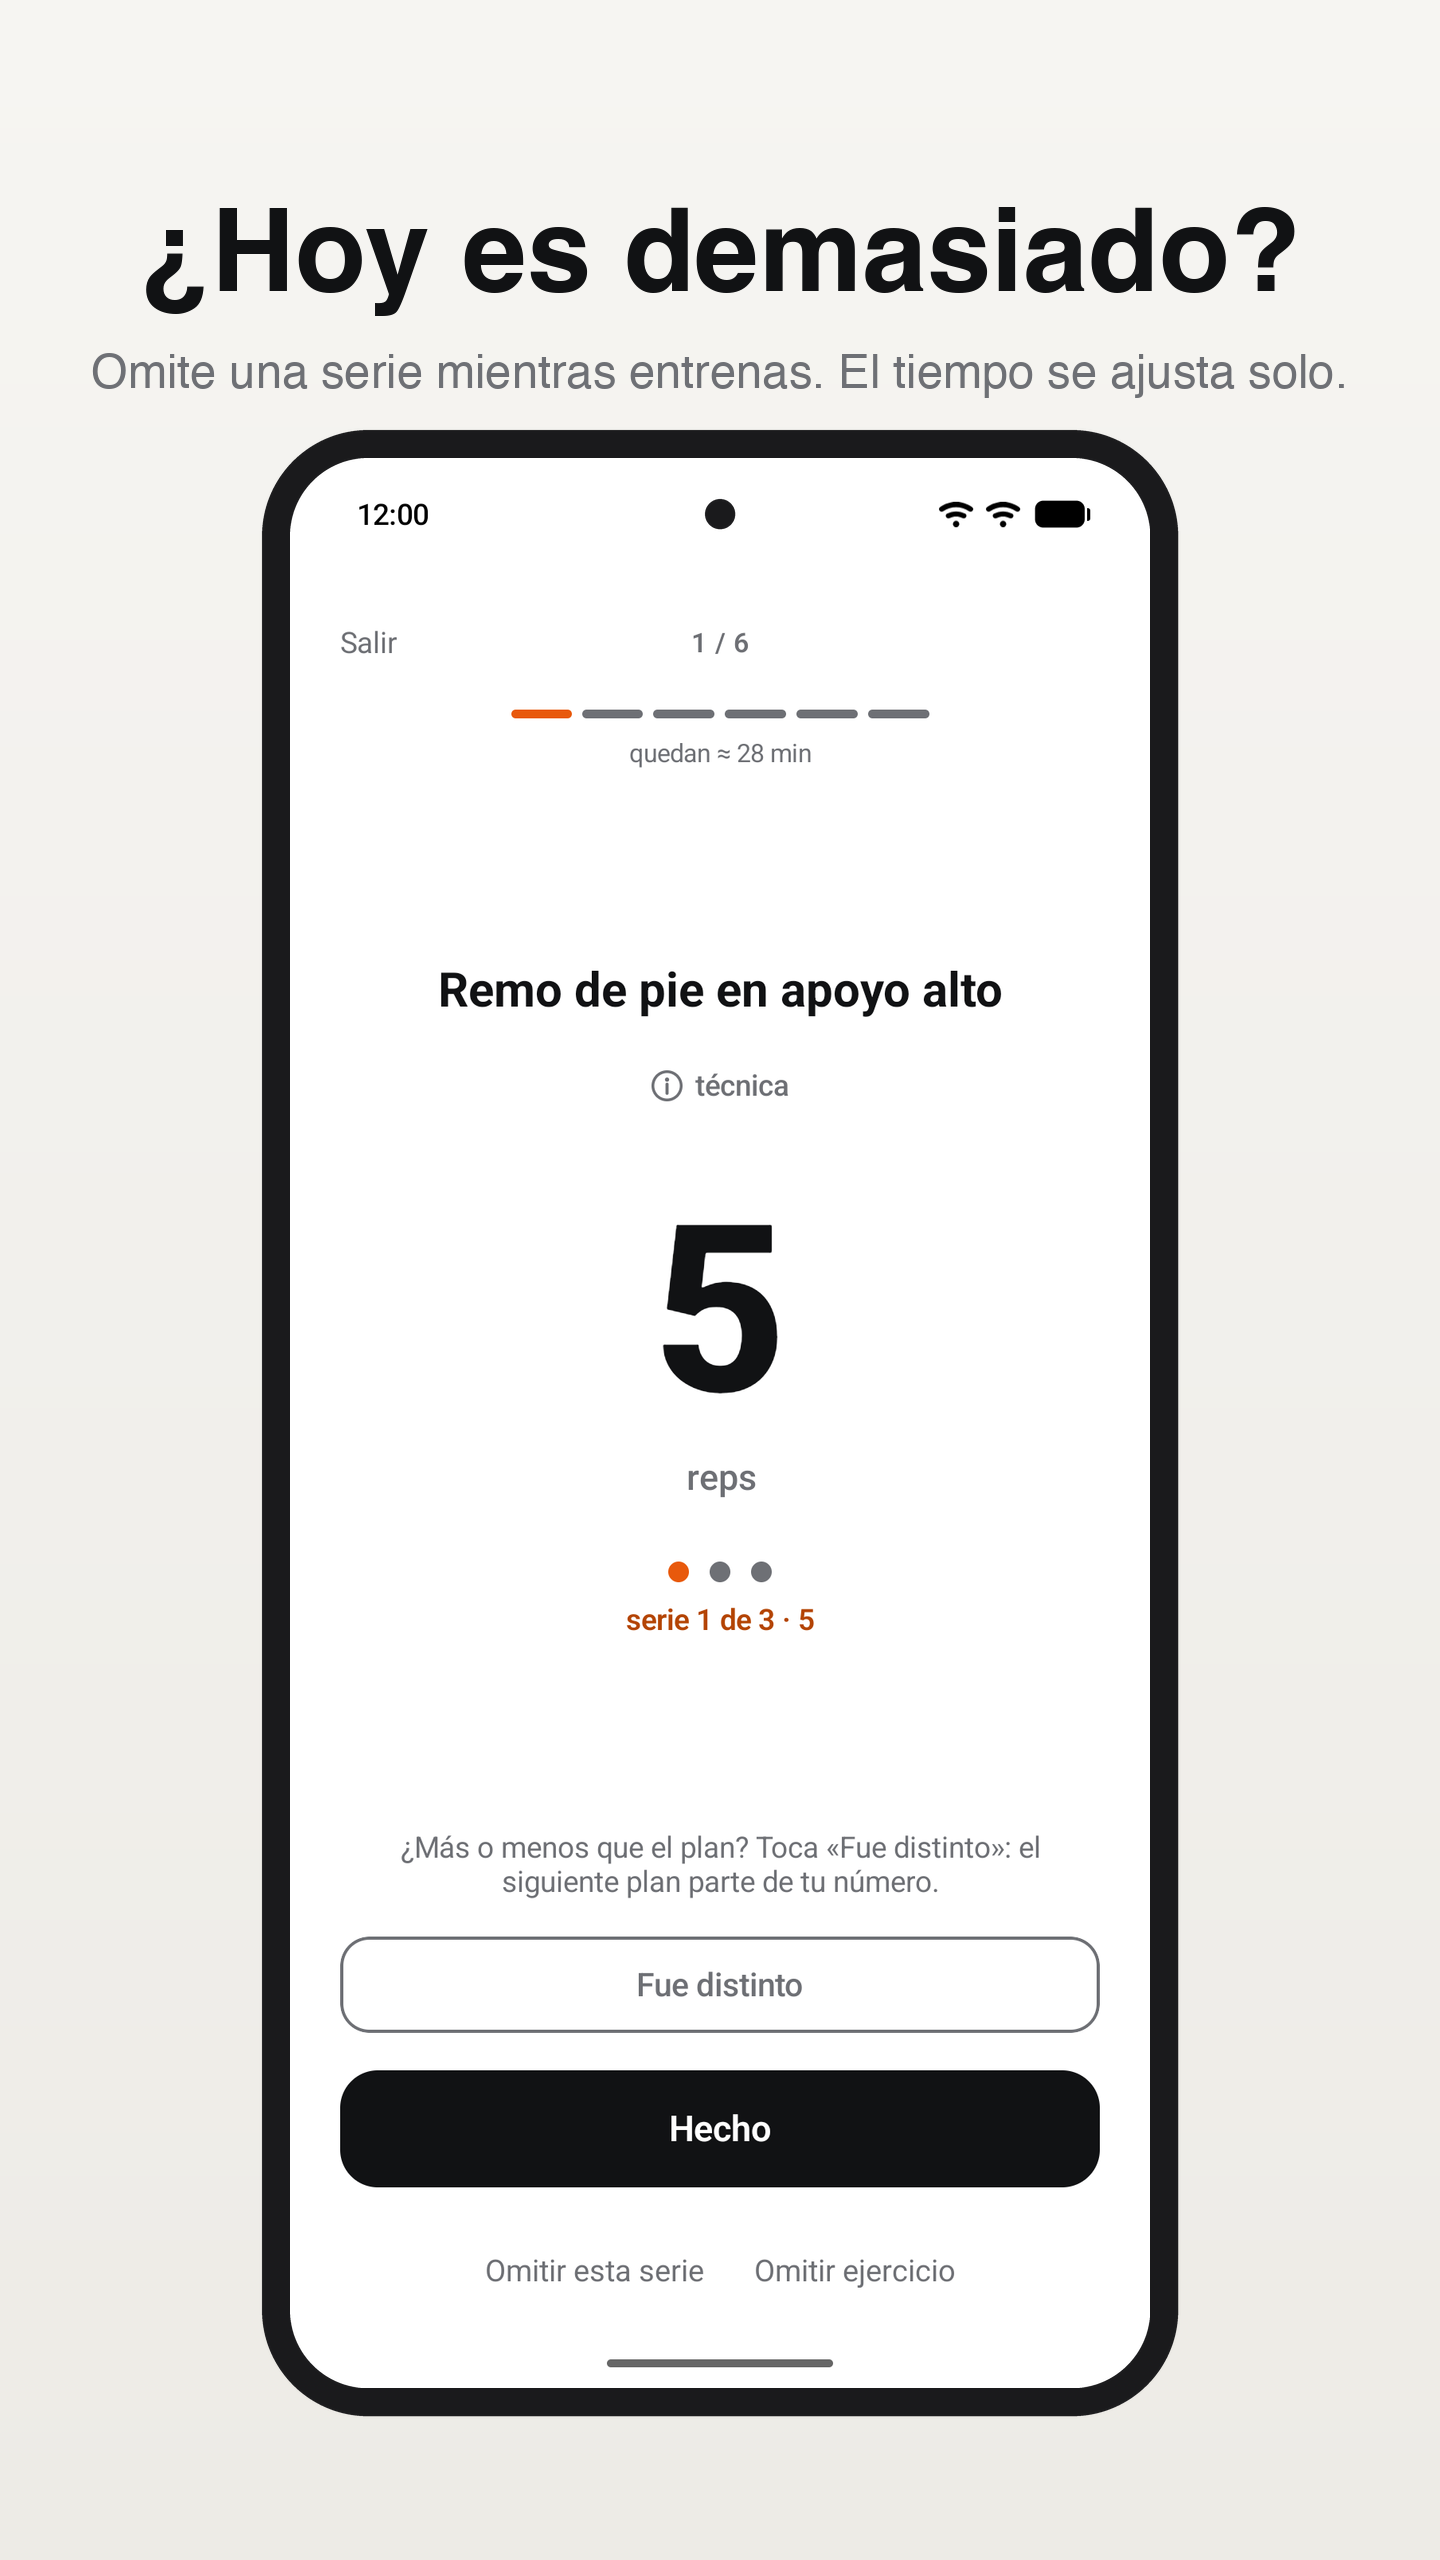 ¿Hoy es demasiado?
Omite una serie mientras entrenas. El tiempo se ajusta solo.
12:00
Salir
1 / 6
quedan ≈ 28 min
Remo de pie en apoyo alto
técnica
5
reps
serie 1 de 3 · 5
¿Más o menos que el plan? Toca «Fue distinto»: el
siguiente plan parte de tu número.
Fue distinto
Hecho
Omitir esta serie
Omitir ejercicio